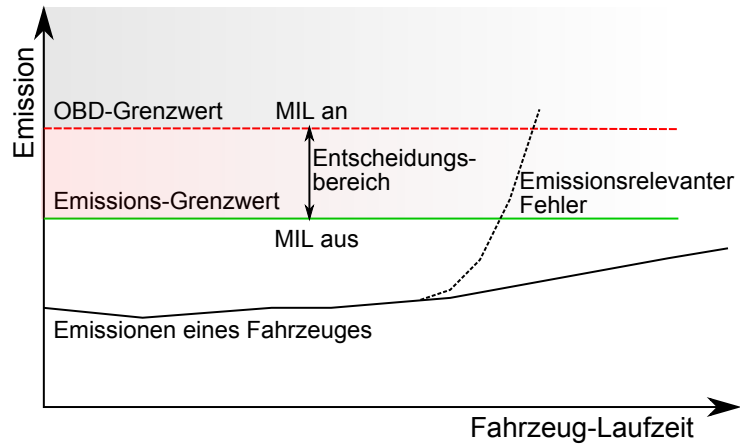 Emission
OBD-Grenzwert
MIL an
Entscheidungs-
bereich
Emissionsrelevanter
Fehler
Emissions-Grenzwert
MIL aus
Emissionen eines Fahrzeuges
Fahrzeug-Laufzeit